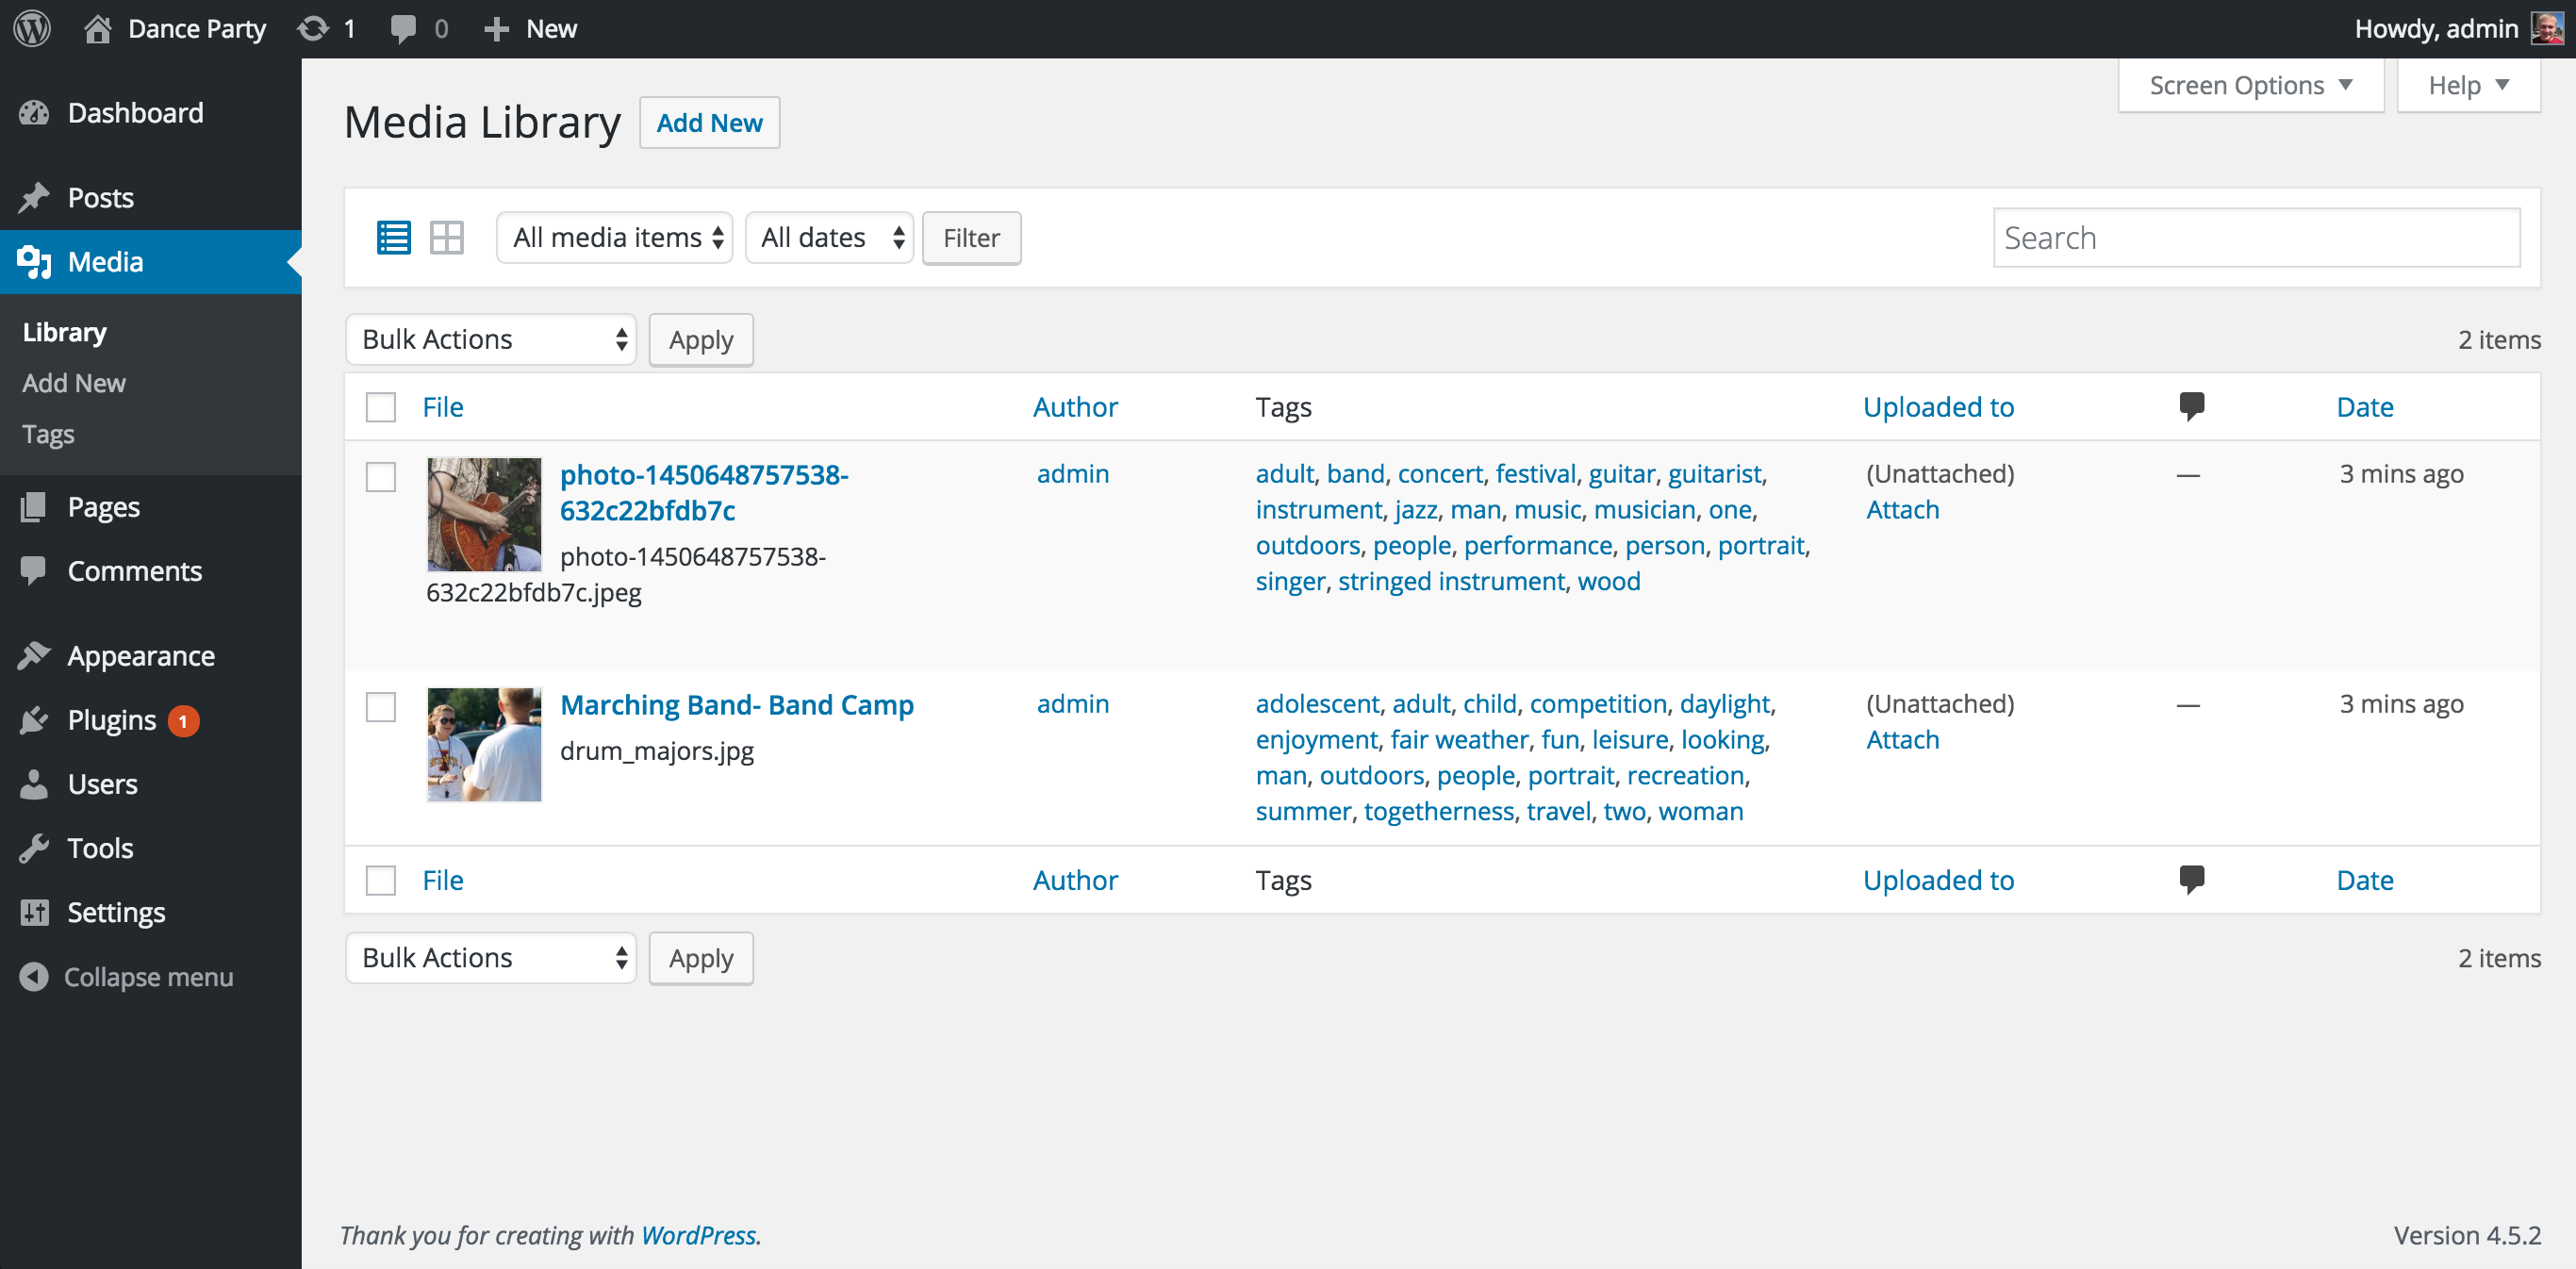 Dance Party 1 0 New Howdy, admin
Screen Options Help
Dashboard
Posts
Media
Library
Add New
Tags
Pages
Comments
Appearance
Plugins 1
Users
Tools
Settings
Collapse menu
Media Library Add New
All media items All dates Filter Search
Bulk Actions Apply 2 items
File Author Tags Uploaded to Date
photo-1450648757538-
632c22bfdb7c
photo-1450648757538-
632c22bfdb7c.jpeg
admin
adult, band, concert, festival, guitar, guitarist,
instrument, jazz, man, music, musician, one,
outdoors, people, performance, person, portrait,
singer, stringed instrument, wood
(Unattached)
Attach
—
3 mins ago
Marching Band- Band Camp
drum_majors.jpg
admin
adolescent, adult, child, competition, daylight,
enjoyment, fair weather, fun, leisure, looking,
man, outdoors, people, portrait, recreation,
summer, togetherness, travel, two, woman
(Unattached)
Attach
—
3 mins ago
File Author Tags Uploaded to Date
Bulk Actions Apply 2 items
Thank you for creating with WordPress. Version 4.5.2